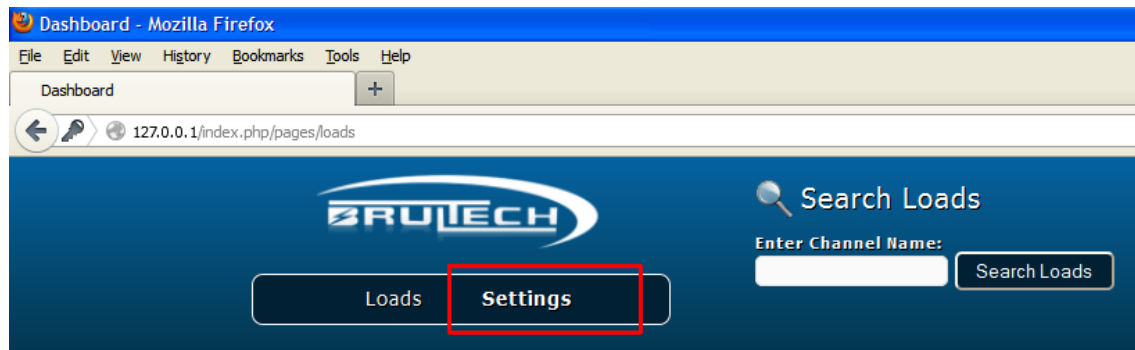 Dashboard - Mozilla Firefox
File Edit View History Bookmarks Tools Help
Dashboard +
127.0.0.1/index.php/pages/loads
BRULTECH
Search Loads
Enter Channel Name:
Search Loads
Loads Settings